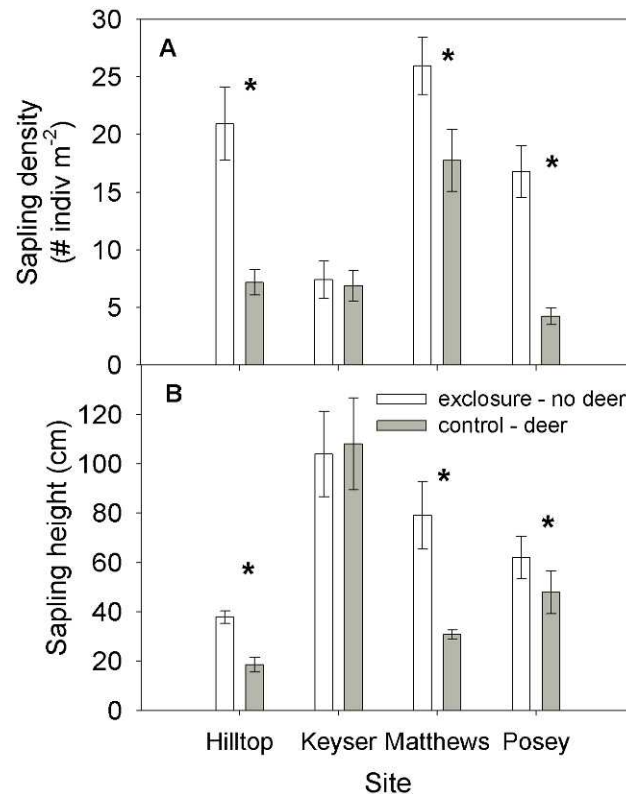 A
30
25
20
15
10
5
0
Sapling density
(# indiv m-2)
*
*
*
B
exclosure - no deer
control - deer
120
100
80
60
40
20
0
Sapling height (cm)
*
*
*
Hilltop Keyser Matthews Posey
Site